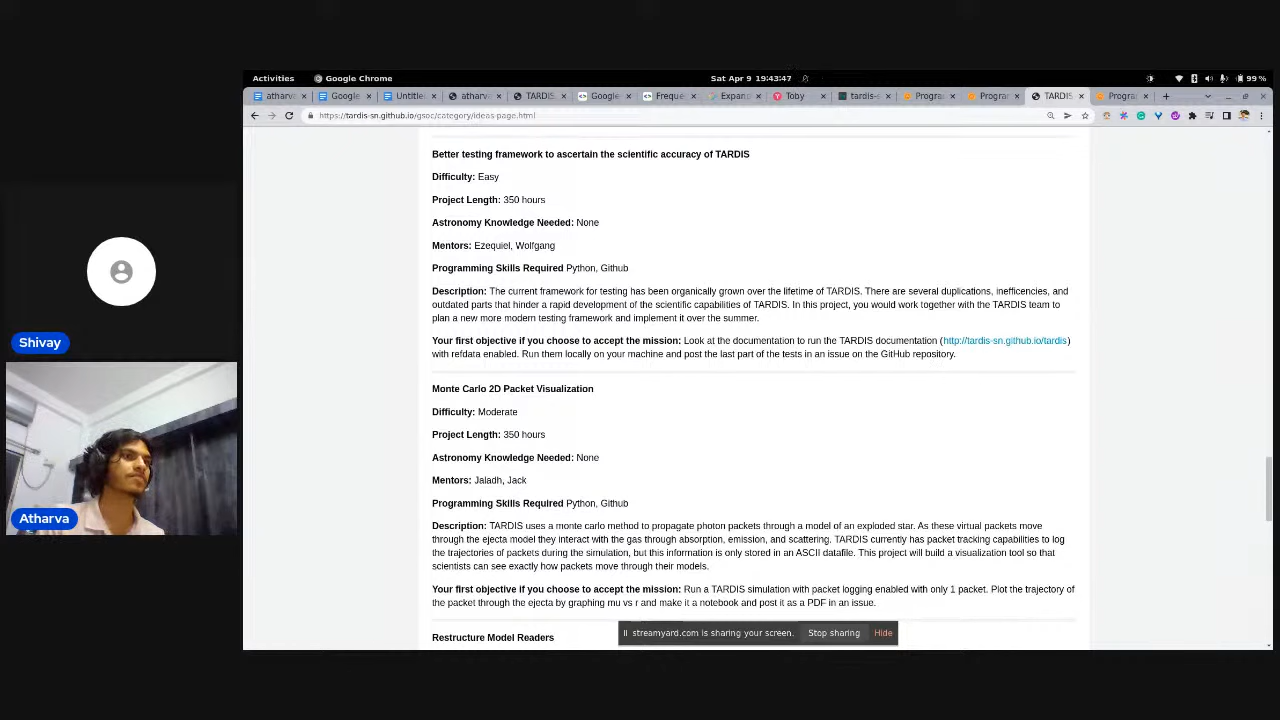 Activities
Google Chrome
Sat Apr 9 19:43:47
99 %
atharva
Google
Untitle
atharva
TARDIS
Google
Freque
Expan
Toby
tardis-s
Progra
Progran
TARDIS
Progra
https://tardis-sn.github.io/gsoc/category/ideas-page.html
Better testing framework to ascertain the scientific accuracy of TARDIS
Difficulty: Easy
Project Length: 350 hours
Astronomy Knowledge Needed: None
Mentors: Ezequiel, Wolfgang
Programming Skills Required Python, Github
Description: The current framework for testing has been organically grown over the lifetime of TARDIS. There are several duplications, inefficencies, and
outdated parts that hinder a rapid development of the scientific capabilities of TARDIS. In this project, you would work together with the TARDIS team to
plan a new more modern testing framework and implement it over the summer.
Your first objective if you choose to accept the mission: Look at the documentation to run the TARDIS documentation (http://tardis-sn.github.io/tardis)
with refdata enabled. Run them locally on your machine and post the last part of the tests in an issue on the GitHub repository.
Monte Carlo 2D Packet Visualization
Difficulty: Moderate
Project Length: 350 hours
Astronomy Knowledge Needed: None
Mentors: Jaladh, Jack
Programming Skills Required Python, Github
Description: TARDIS uses a monte carlo method to propagate photon packets through a model of an exploded star. As these virtual packets move
through the ejecta model they interact with the gas through absorption, emission, and scattering. TARDIS currently has packet tracking capabilities to log
the trajectories of packets during the simulation, but this information is only stored in an ASCII datafile. This project will build a visualization tool so that
scientists can see exactly how packets move through their models.
Your first objective if you choose to accept the mission: Run a TARDIS simulation with packet logging enabled with only 1 packet. Plot the trajectory of
the packet through the ejecta by graphing mu vs r and make it a notebook and post it as a PDF in an issue.
Restructure Model Readers
streamyard.com is sharing your screen.
Stop sharing
Hide
Shivay
Atharva